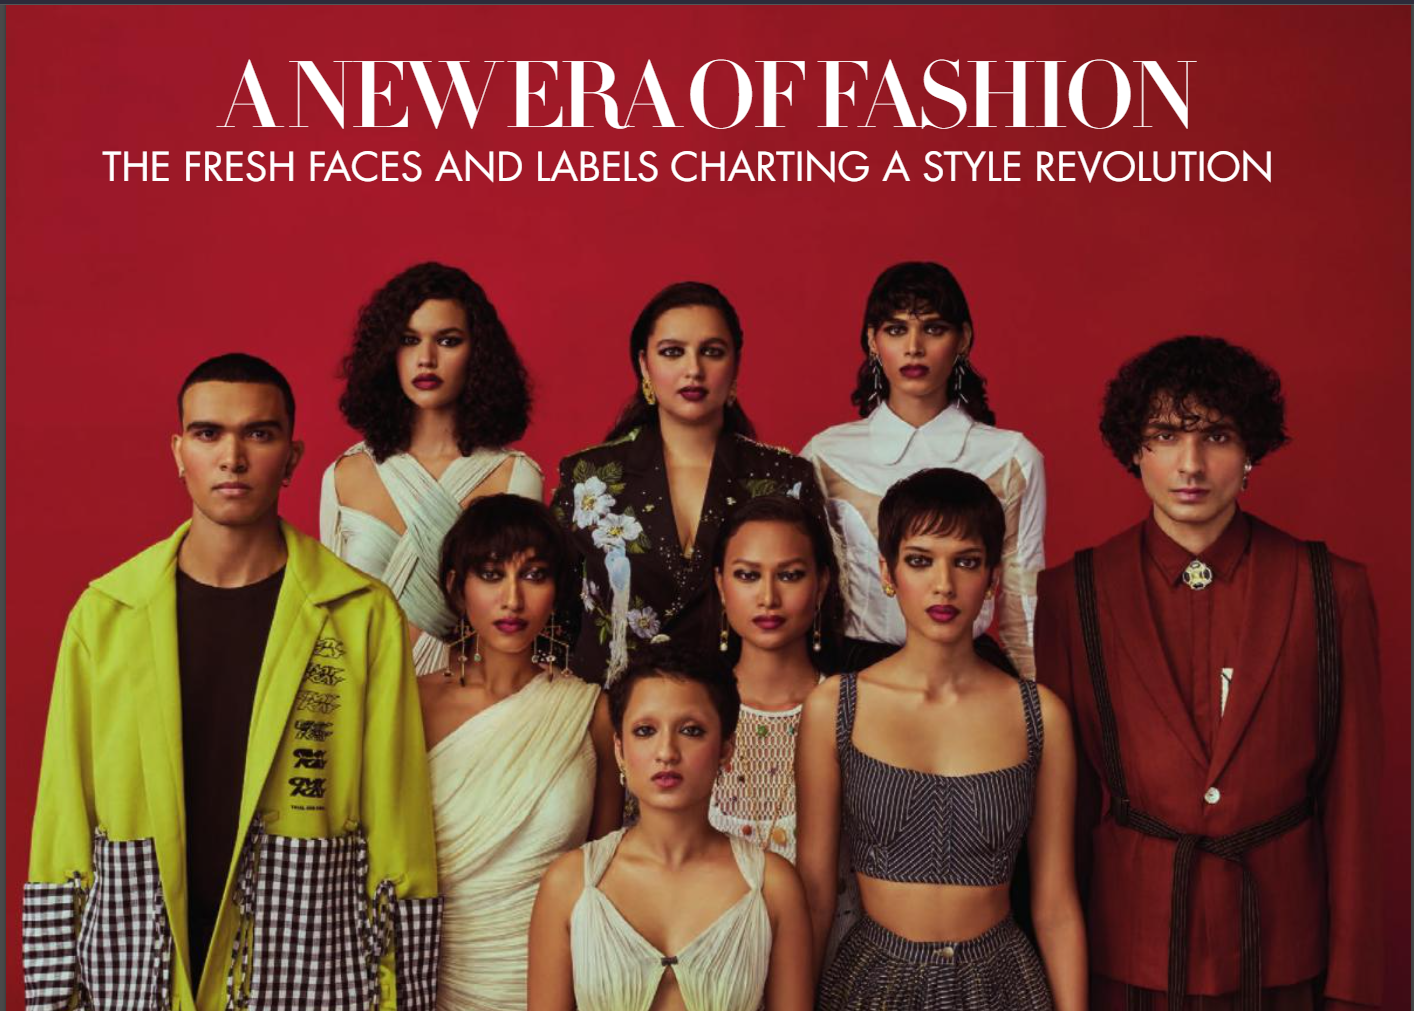 A NEW ERA OF FASHION
THE FRESH FACES AND LABELS CHARTING A STYLE REVOLUTION